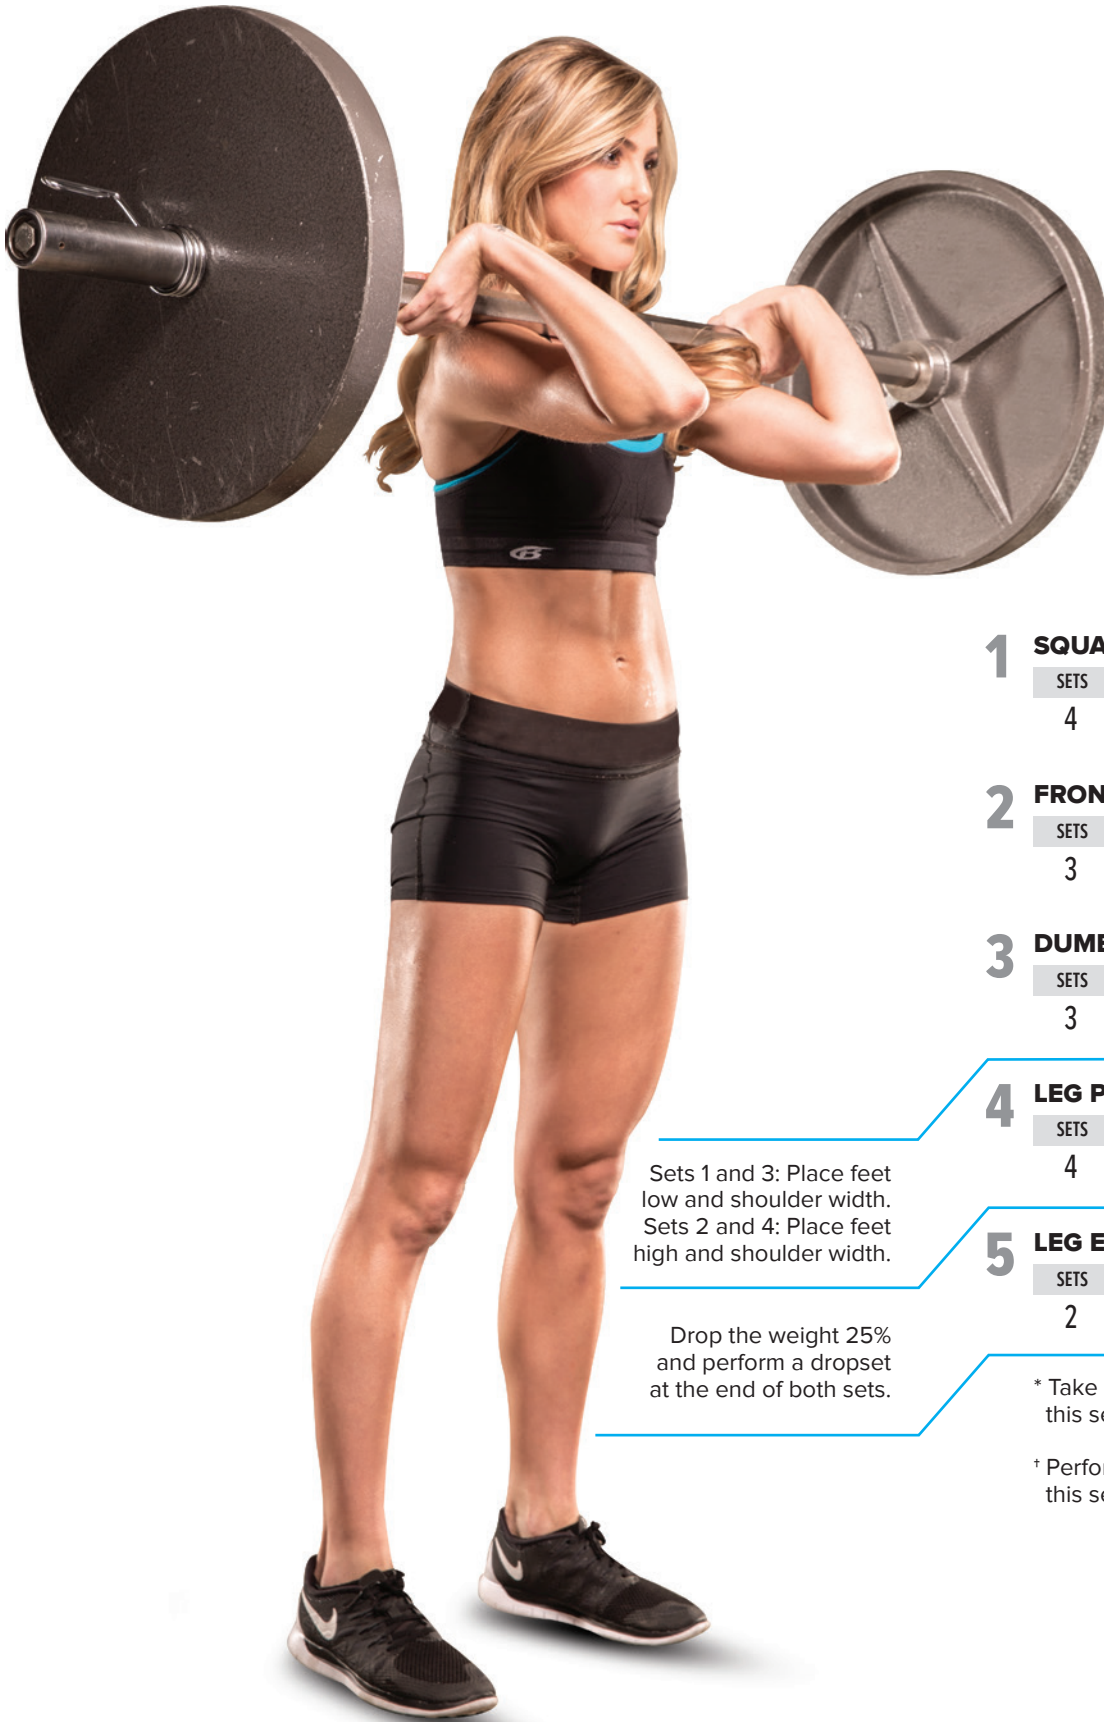 1 SQUA
SETS
4
2 FRON
SETS
3
3 DUMB
SETS
3
Sets 1 and 3: Place feet
low and shoulder width.
Sets 2 and 4: Place feet
high and shoulder width.
4 LEG P
SETS
4
Drop the weight 25%
and perform a dropset
at the end of both sets.
5 LEG E
SETS
2
* Take
this se
† Perfor
this se